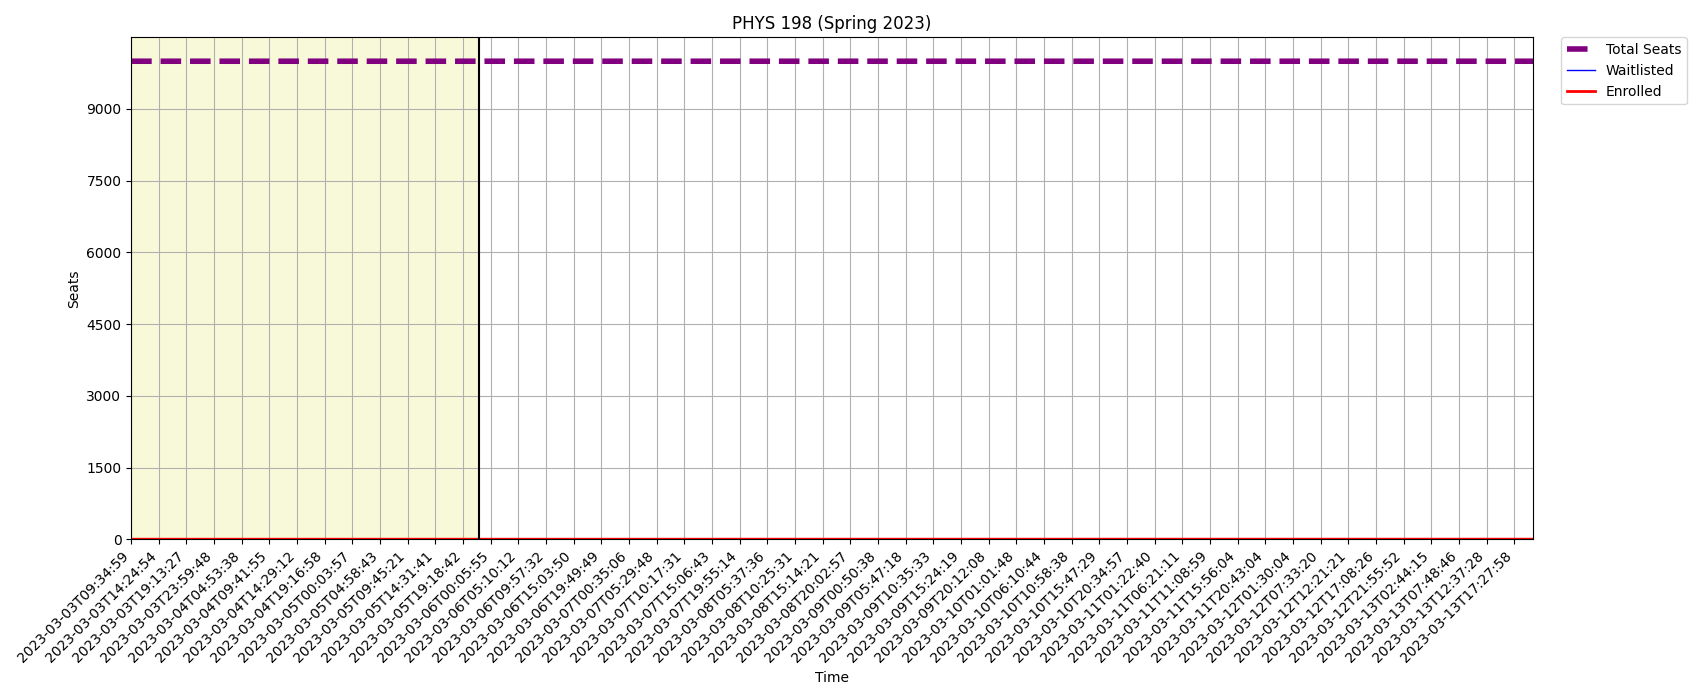 PHYS 198 (Spring 2023)
Total Seats
Waitlisted
Enrolled
Seats
9000
7500
6000
4500
3000
1500
0
2023-03-03T09:34:59
2023-03-03T14:24:54
2023-03-03T19:13:27
2023-03-03T23:59:48
2023-03-04T04:53:38
2023-03-04T09:41:55
2023-03-04T14:29:12
2023-03-04T19:16:58
2023-03-05T00:03:57
2023-03-05T04:58:43
2023-03-05T09:45:21
2023-03-05T14:31:41
2023-03-05T19:18:42
2023-03-06T00:05:55
2023-03-06T05:10:12
2023-03-06T09:57:32
2023-03-06T15:03:50
2023-03-06T19:49:49
2023-03-07T00:35:06
2023-03-07T05:29:48
2023-03-07T10:17:31
2023-03-07T15:06:43
2023-03-07T19:55:14
2023-03-08T05:37:36
2023-03-08T10:25:31
2023-03-08T15:14:21
2023-03-08T20:02:57
2023-03-09T00:50:38
2023-03-09T05:47:18
2023-03-09T10:35:33
2023-03-09T15:24:19
2023-03-09T20:12:08
2023-03-10T01:01:48
2023-03-10T06:10:44
2023-03-10T10:58:38
2023-03-10T15:47:29
2023-03-10T20:34:57
2023-03-11T01:22:40
2023-03-11T06:21:11
2023-03-11T11:08:59
2023-03-11T15:56:04
2023-03-11T20:43:04
2023-03-12T01:30:04
2023-03-12T07:33:20
2023-03-12T12:21:21
2023-03-12T17:08:26
2023-03-12T21:55:52
2023-03-13T02:44:15
2023-03-13T07:48:46
2023-03-13T12:37:28
2023-03-13T17:27:58
Time